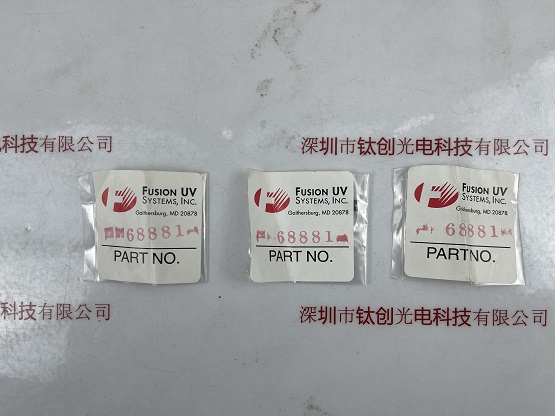 电科技有限公司
深圳市钛创光电科技有限公司
FUSION UV
SYSTEMS, INC.
Gaithersburg, MD 20878
68881
PART NO.
FUSION UV
SYSTEMS, INC.
Gaithersburg, MD 20878
68881
PART NO.
FUSION UV
SYSTEMS, INC.
Gaithersburg, MD 20878
68881
PART NO.
科技有限公司
深圳市钛创光电科技有限公司